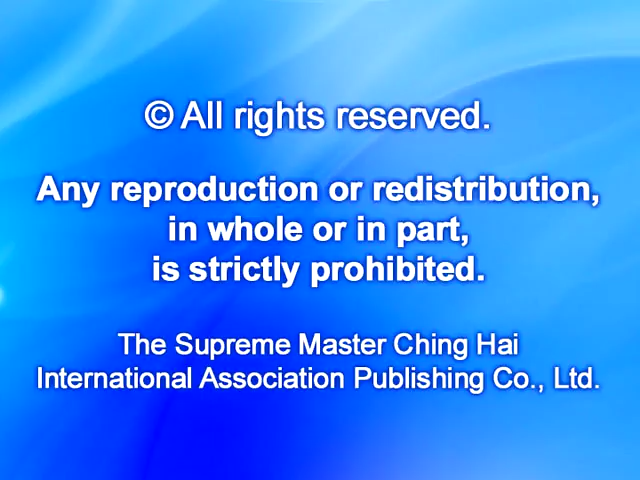 © All rights reserved.
Any reproduction or redistribution,
in whole or in part,
is strictly prohibited.
The Supreme Master Ching Hai
International Association Publishing Co., Ltd.